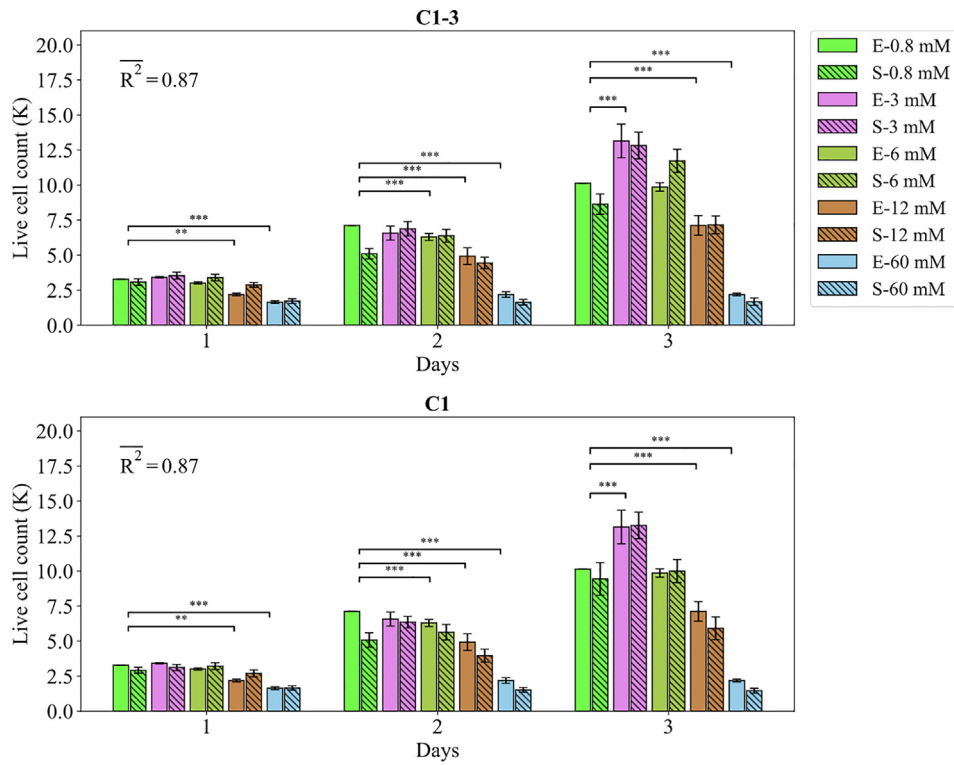 C1-3
20.0
17.5
15.0
12.5
10.0
7.5
5.0
2.5
0.0
Live cell count (K)
R² = 0.87
***
**
***
***
***
***
***
***
1
2
3
Days
E-0.8 mM
S-0.8 mM
E-3 mM
S-3 mM
E-6 mM
S-6 mM
E-12 mM
S-12 mM
E-60 mM
S-60 mM
C1
20.0
17.5
15.0
12.5
10.0
7.5
5.0
2.5
0.0
Live cell count (K)
R² = 0.87
***
**
***
***
***
***
***
***
1
2
3
Days